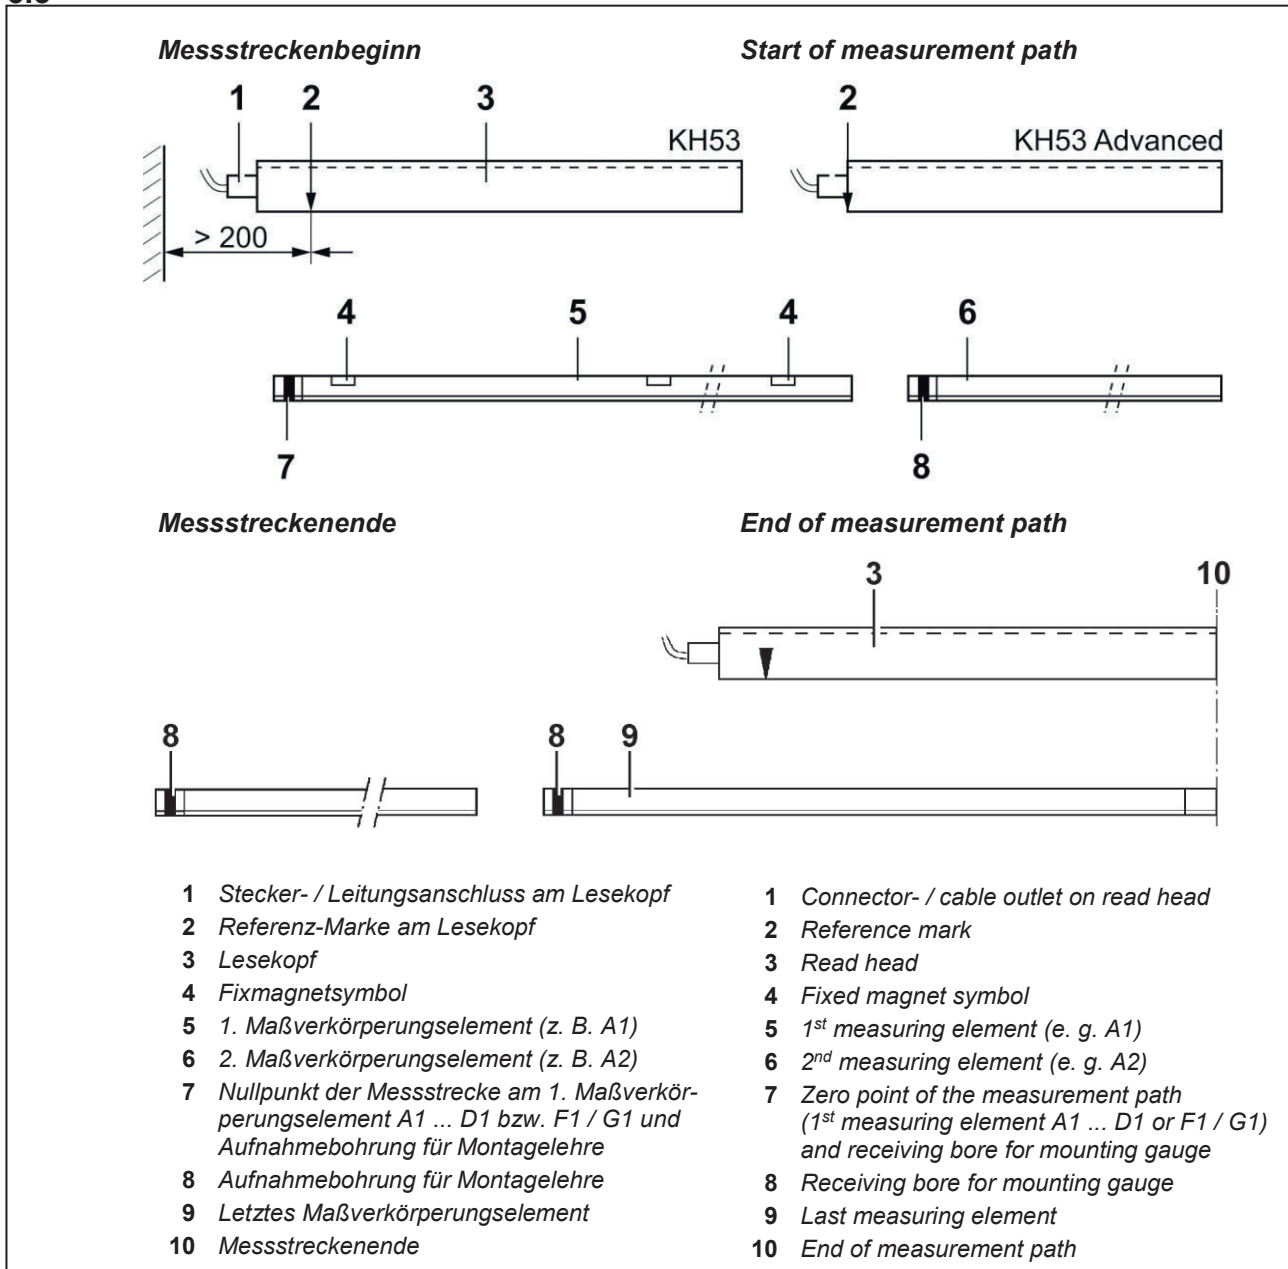 Messstreckenbeginn
Start of measurement path
1 2 3 2
KH53
KH53 Advanced
> 200
4 5 4 6
7 8
Messstreckenende
End of measurement path
3 10
8 8 9
1 Stecker- / Leitungsanschluss am Lesekopf
2 Referenz-Marke am Lesekopf
3 Lesekopf
4 Fixmagnetsymbol
5 1. Maßverkörperungselement (z. B. A1)
6 2. Maßverkörperungselement (z. B. A2)
7 Nullpunkt der Messstrecke am 1. Maßverkör-
perungselement A1 ... D1 bzw. F1 / G1 und
Aufnahmebohrung für Montagelehre
8 Aufnahmebohrung für Montagelehre
9 Letztes Maßverkörperungselement
10 Messstreckenende
1 Connector- / cable outlet on read head
2 Reference mark
3 Read head
4 Fixed magnet symbol
5 1st measuring element (e. g. A1)
6 2nd measuring element (e. g. A2)
7 Zero point of the measurement path
(1st measuring element A1 ... D1 or F1 / G1)
and receiving bore for mounting gauge
8 Receiving bore for mounting gauge
9 Last measuring element
10 End of measurement path